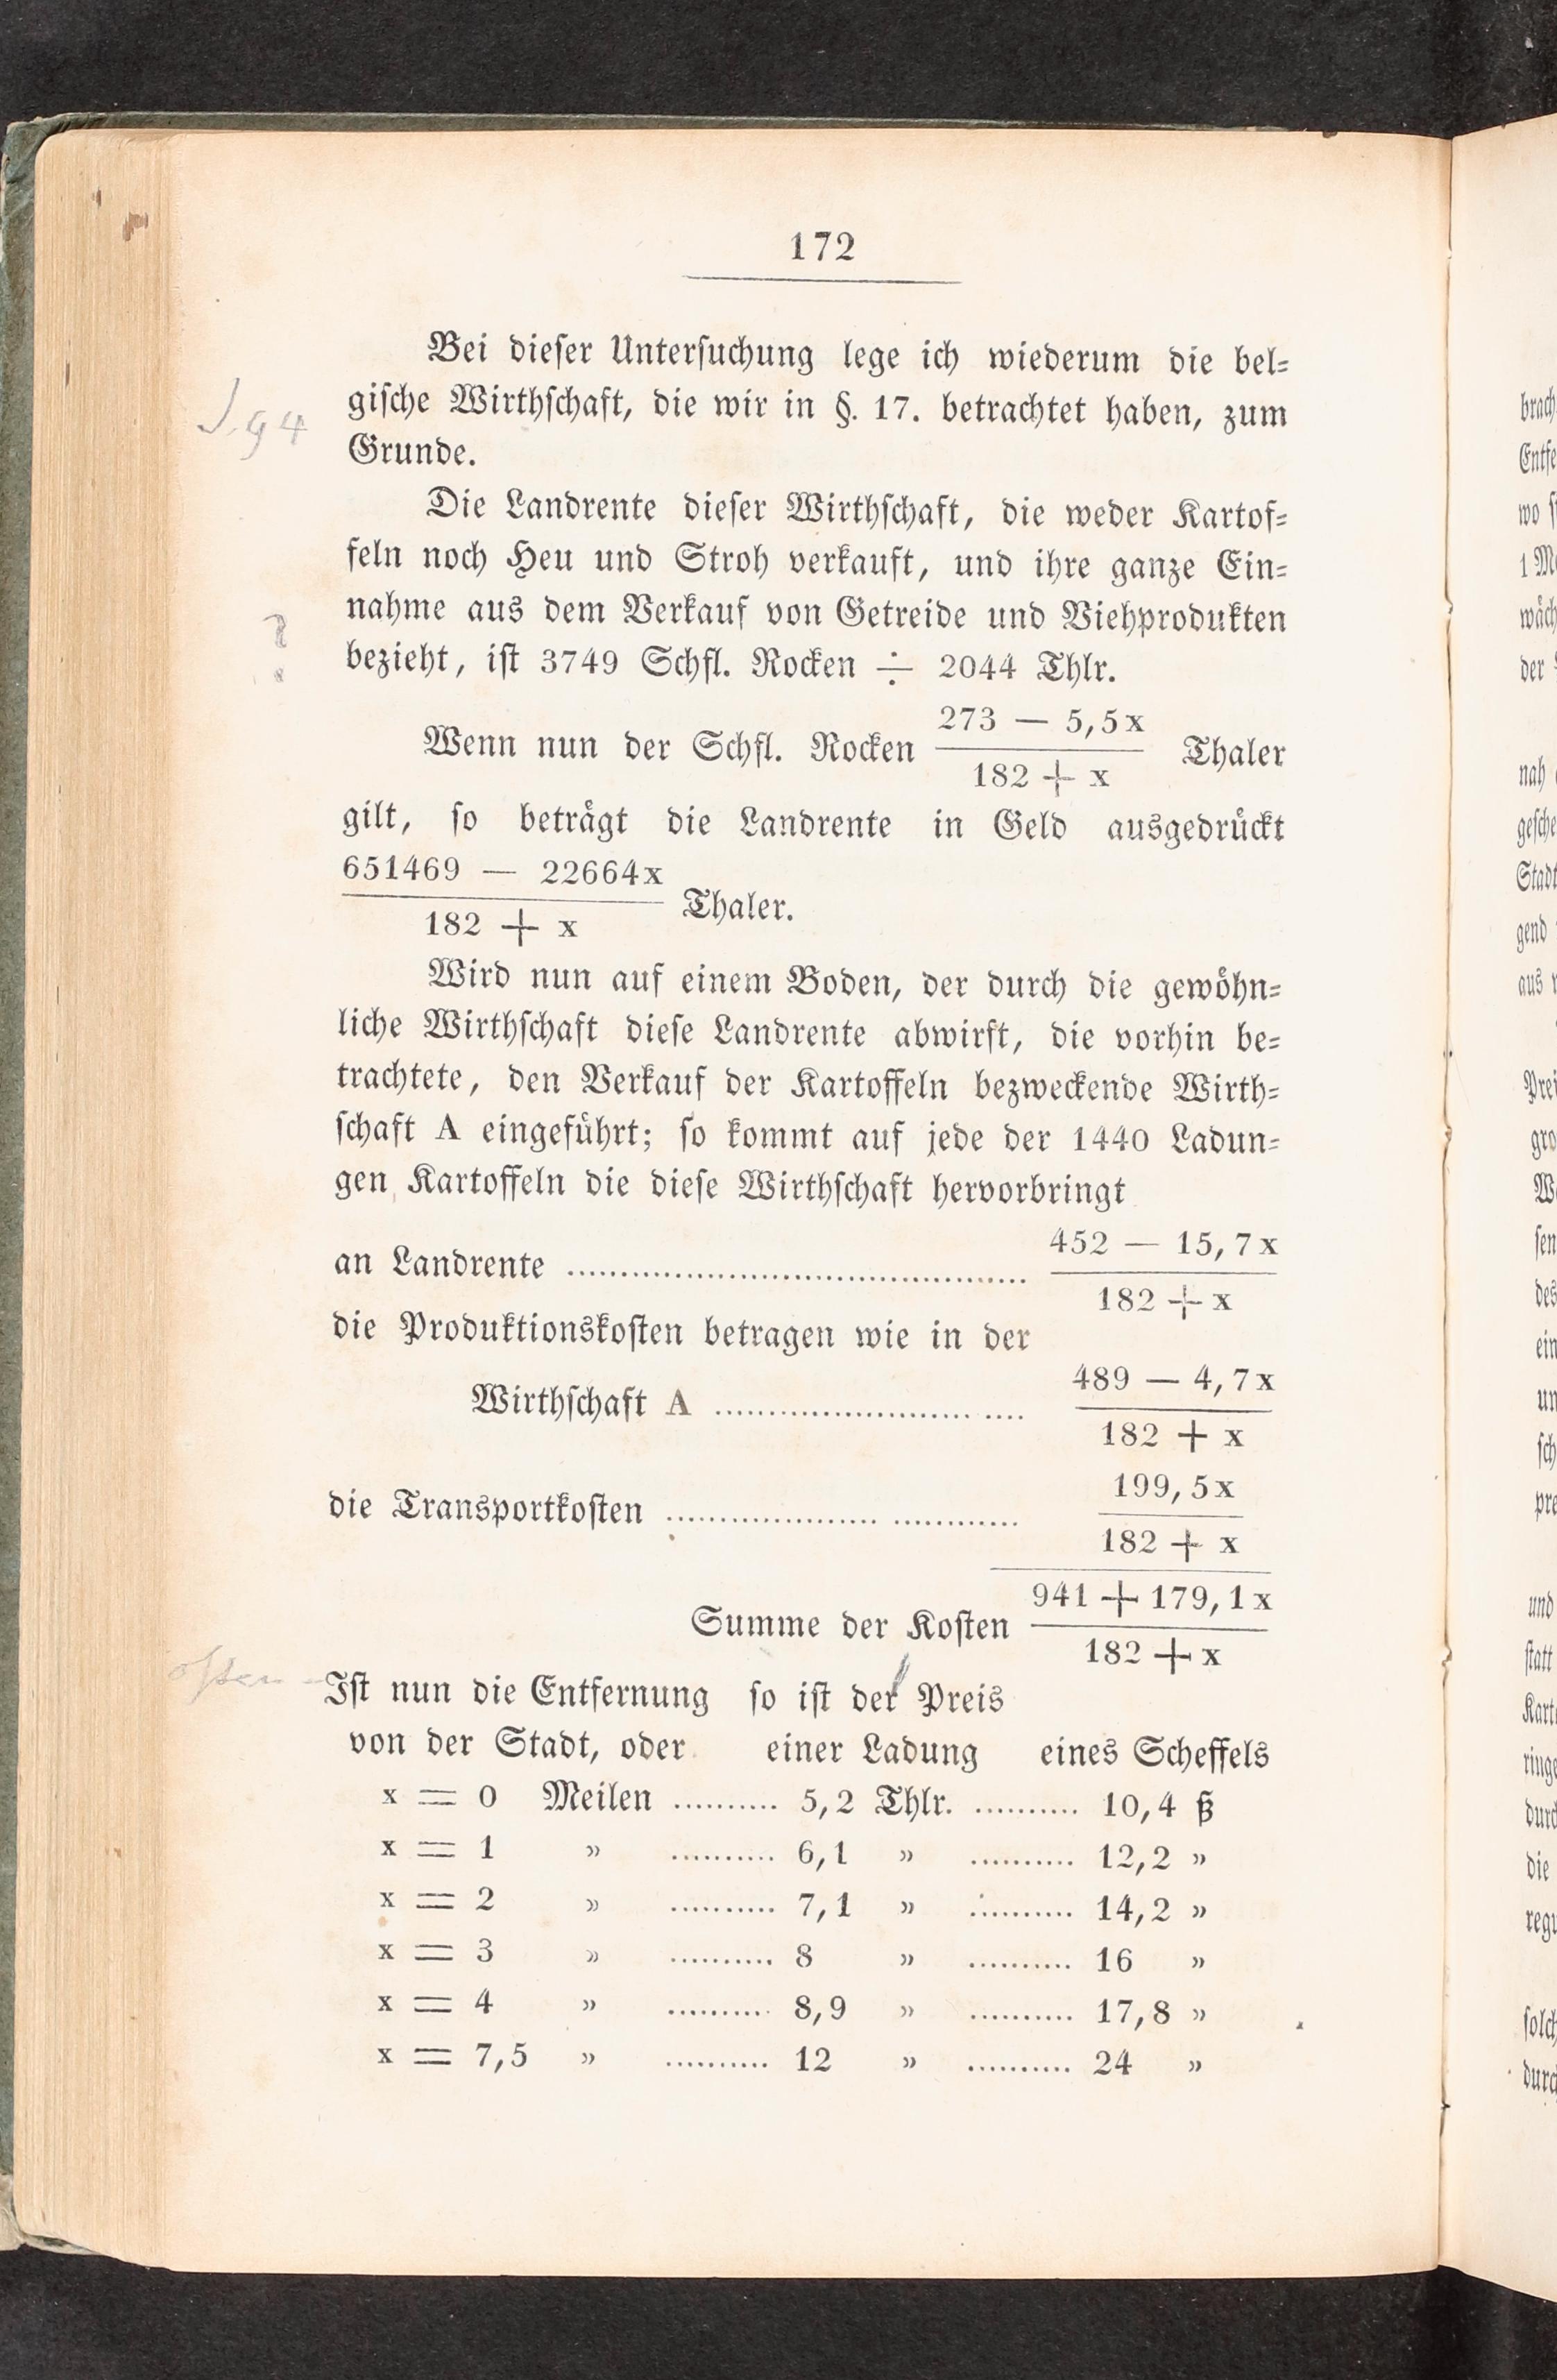 172
Bei dieser Untersuchung lege ich wiederum die bel=
gische Wirthschaft, die wir in §. 17. betrachtet haben, zum
Grunde.
Die Landrente dieser Wirthschaft, die weder Kartof=
feln noch Heu und Stroh verkauft, und ihre ganze Ein=
nahme aus dem Verkauf von Getreide und Viehprodukten
?
bezieht, ist 3749 Schfl. Rocken ÷ 2044 Thlr.
273 — 5,5x
Wenn nun der Schfl. Rocken Thaler
182 + x
gilt, so beträgt die Landrente in Geld ausgedrückt
651469 — 22664x
Thaler.
182 + x
Wird nun auf einem Boden, der durch die gewöhn=
liche Wirthschaft diese Landrente abwirft, die vorhin be=
trachtete, den Verkauf der Kartoffeln bezweckende Wirth=
schaft A eingeführt; so kommt auf jede der 1440 Ladun=
gen Kartoffeln die diese Wirthschaft hervorbringt
452 — 15,7x
an Landrente ..........................................
182 + x
die Produktionskosten betragen wie in der
489 — 4,7x
Wirthschaft A ............................
182 + x
199,5x
die Transportkosten ................................
182 + x
941 + 179,1x
Summe der Kosten
182 + x
Ist nun die Entfernung so ist der Preis
von der Stadt, oder einer Ladung eines Scheffels
x = 0 Meilen .......... 5,2 Thlr. .......... 10,4 ß
x = 1 » .......... 6,1 » .......... 12,2 »
x = 2 » .......... 7,1 » .......... 14,2 »
x = 3 » .......... 8 » .......... 16 »
x = 4 » .......... 8,9 » .......... 17,8 »
x = 7,5 » .......... 12 » .......... 24 »